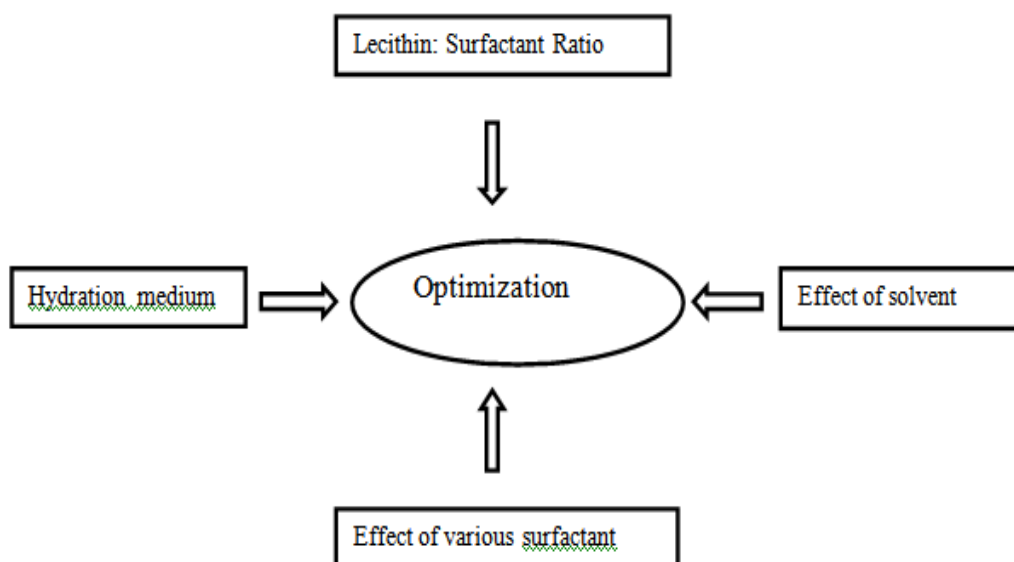 Lecithin: Surfactant Ratio
Hydration medium
Optimization
Effect of solvent
Effect of various surfactant